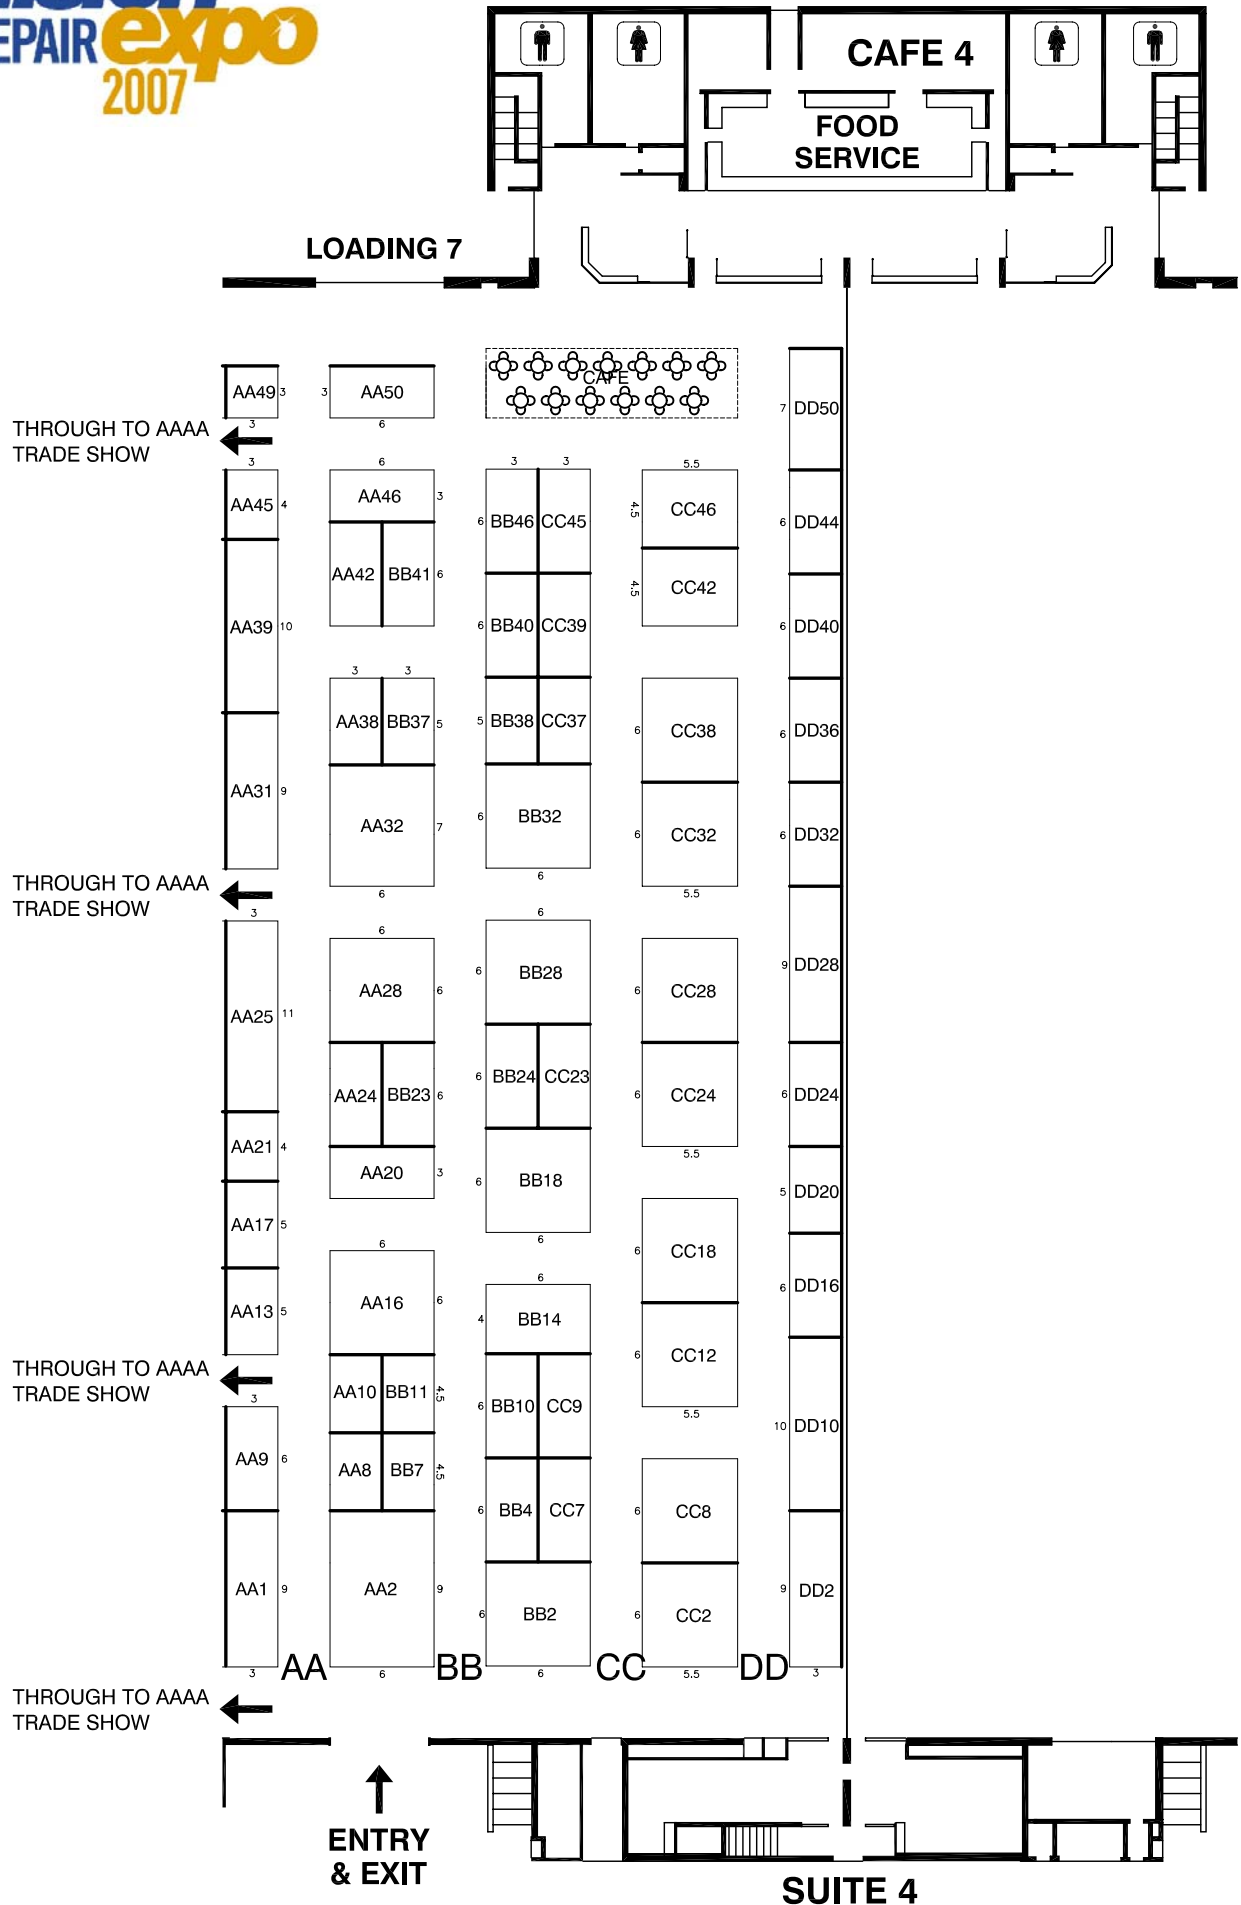 EPAIR expo
2007
CAFE 4
FOOD
SERVICE
LOADING 7
CAFE
AA49 3
3
3 AA50
6
7 DD50
THROUGH TO AAAA
TRADE SHOW
3
AA45 4
6
AA46 3
3 3
6 BB46 CC45
5.5
4.5 CC46
6 DD44
AA42 BB41 6
4.5 CC42
AA39 10
6 BB40 CC39
6 DD40
3 3
AA38 BB37 5
5 BB38 CC37
6 CC38
6 DD36
AA31 9
AA32 7
6
6 BB32
6
6 CC32
5.5
6 DD32
THROUGH TO AAAA
TRADE SHOW
3
AA25 11
6
AA28 6
6
6 BB28
6 CC28
9 DD28
AA24 BB23 6
6 BB24 CC23
6 CC24
5.5
6 DD24
AA21 4
AA20 3
6 BB18
6
5 DD20
AA17 5
6
AA16 6
6 CC18
6 DD16
AA13 5
6
4 BB14
6 CC12
5.5
THROUGH TO AAAA
TRADE SHOW
3
AA10 BB11 4.5
6 BB10 CC9
10 DD10
AA9 6
AA8 BB7 4.5
6 BB4 CC7
6 CC8
AA1 9
3
AA2 9
6
6 BB2
6
6 CC2
5.5
9 DD2
3
AA BB CC DD
THROUGH TO AAAA
TRADE SHOW
ENTRY
& EXIT
SUITE 4